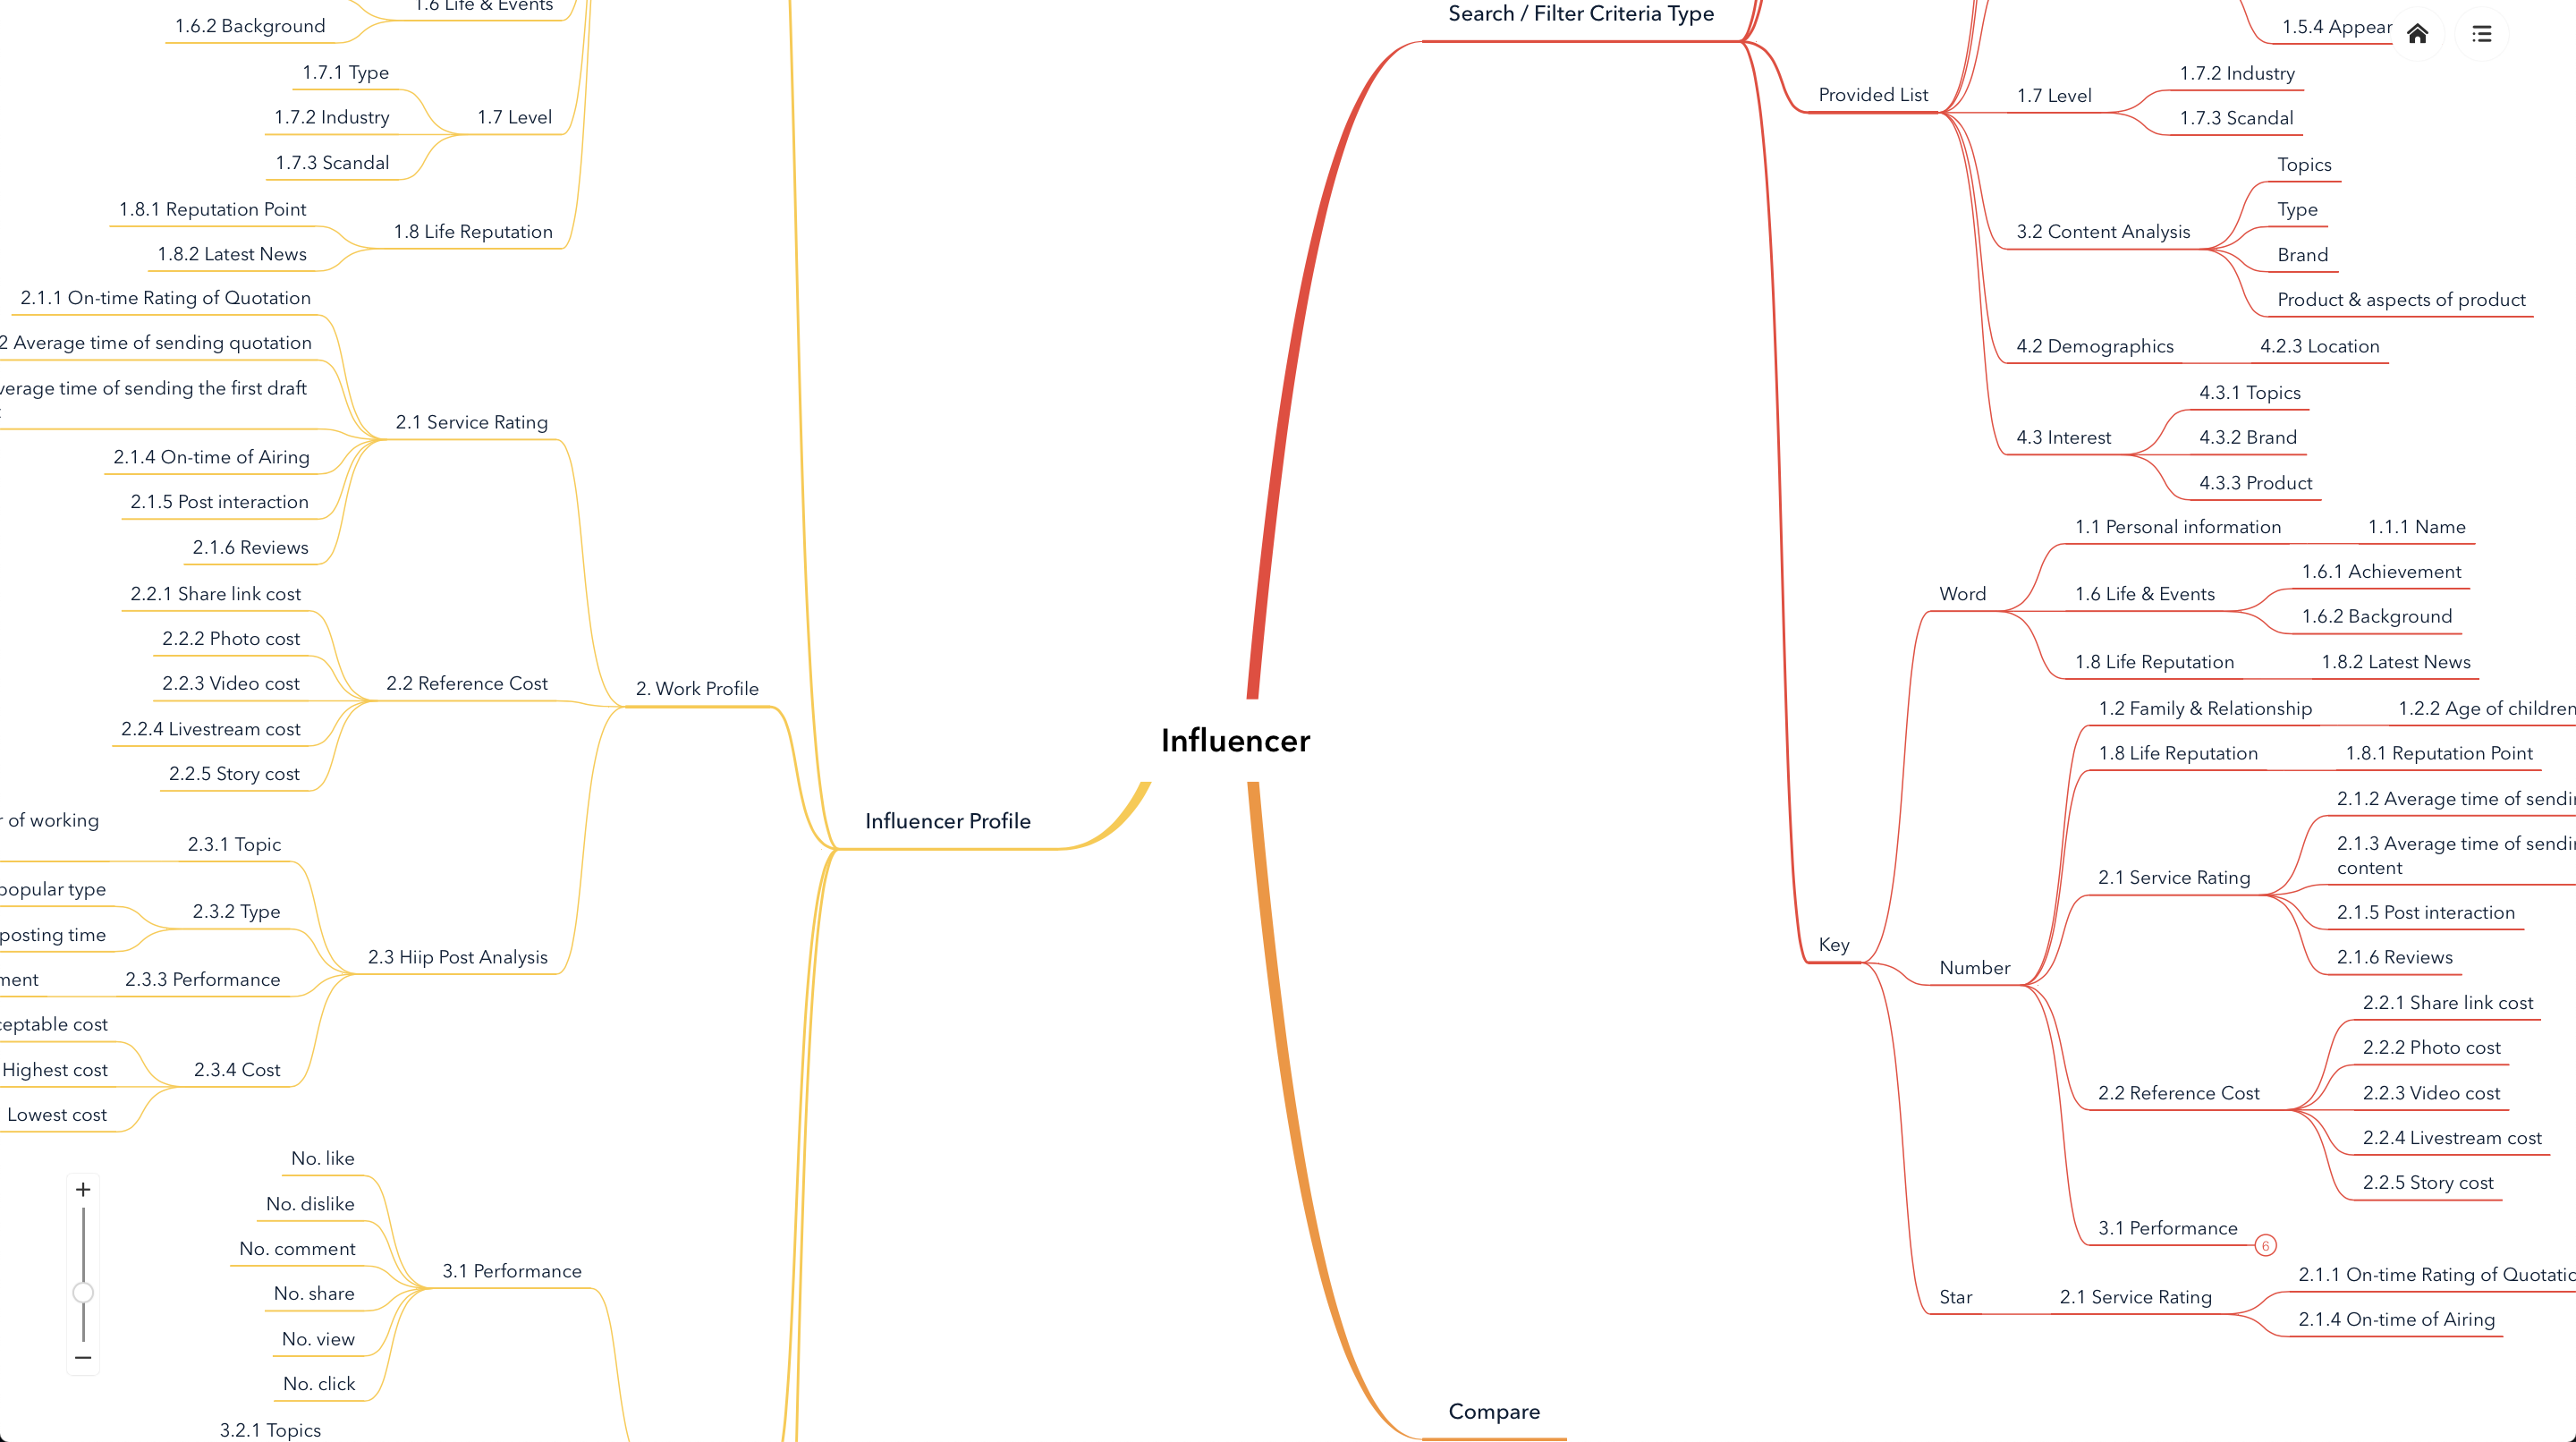 1.6 Life & Events
1.6.2 Background
1.7.1 Type
1.7.2 Industry
1.7 Level
1.7.3 Scandal
1.8.1 Reputation Point
1.8 Life Reputation
1.8.2 Latest News
2.1.1 On-time Rating of Quotation
2 Average time of sending quotation
verage time of sending the first draft
2.1 Service Rating
2.1.4 On-time of Airing
2.1.5 Post interaction
2.1.6 Reviews
2.2.1 Share link cost
2.2.2 Photo cost
2.2.3 Video cost
2.2 Reference Cost
2. Work Profile
2.2.4 Livestream cost
2.2.5 Story cost
r of working
2.3.1 Topic
popular type
2.3.2 Type
posting time
2.3 Hiip Post Analysis
ment
2.3.3 Performance
ceptable cost
Highest cost
2.3.4 Cost
Lowest cost
No. like
No. dislike
No. comment
3.1 Performance
No. share
No. view
No. click
3.2.1 Topics
Influencer Profile
Influencer
Search / Filter Criteria Type
Compare
1.5.4 Appear
Provided List
1.7 Level
1.7.2 Industry
1.7.3 Scandal
3.2 Content Analysis
Topics
Type
Brand
Product & aspects of product
4.2 Demographics
4.2.3 Location
4.3 Interest
4.3.1 Topics
4.3.2 Brand
4.3.3 Product
Key
Word
1.1 Personal information
1.1.1 Name
1.6 Life & Events
1.6.1 Achievement
1.6.2 Background
1.8 Life Reputation
1.8.2 Latest News
Number
1.2 Family & Relationship
1.2.2 Age of children
1.8 Life Reputation
1.8.1 Reputation Point
2.1 Service Rating
2.1.2 Average time of sendi
2.1.3 Average time of sendi
content
2.1.5 Post interaction
2.1.6 Reviews
2.2 Reference Cost
2.2.1 Share link cost
2.2.2 Photo cost
2.2.3 Video cost
2.2.4 Livestream cost
2.2.5 Story cost
3.1 Performance
6
Star
2.1 Service Rating
2.1.1 On-time Rating of Quotatio
2.1.4 On-time of Airing